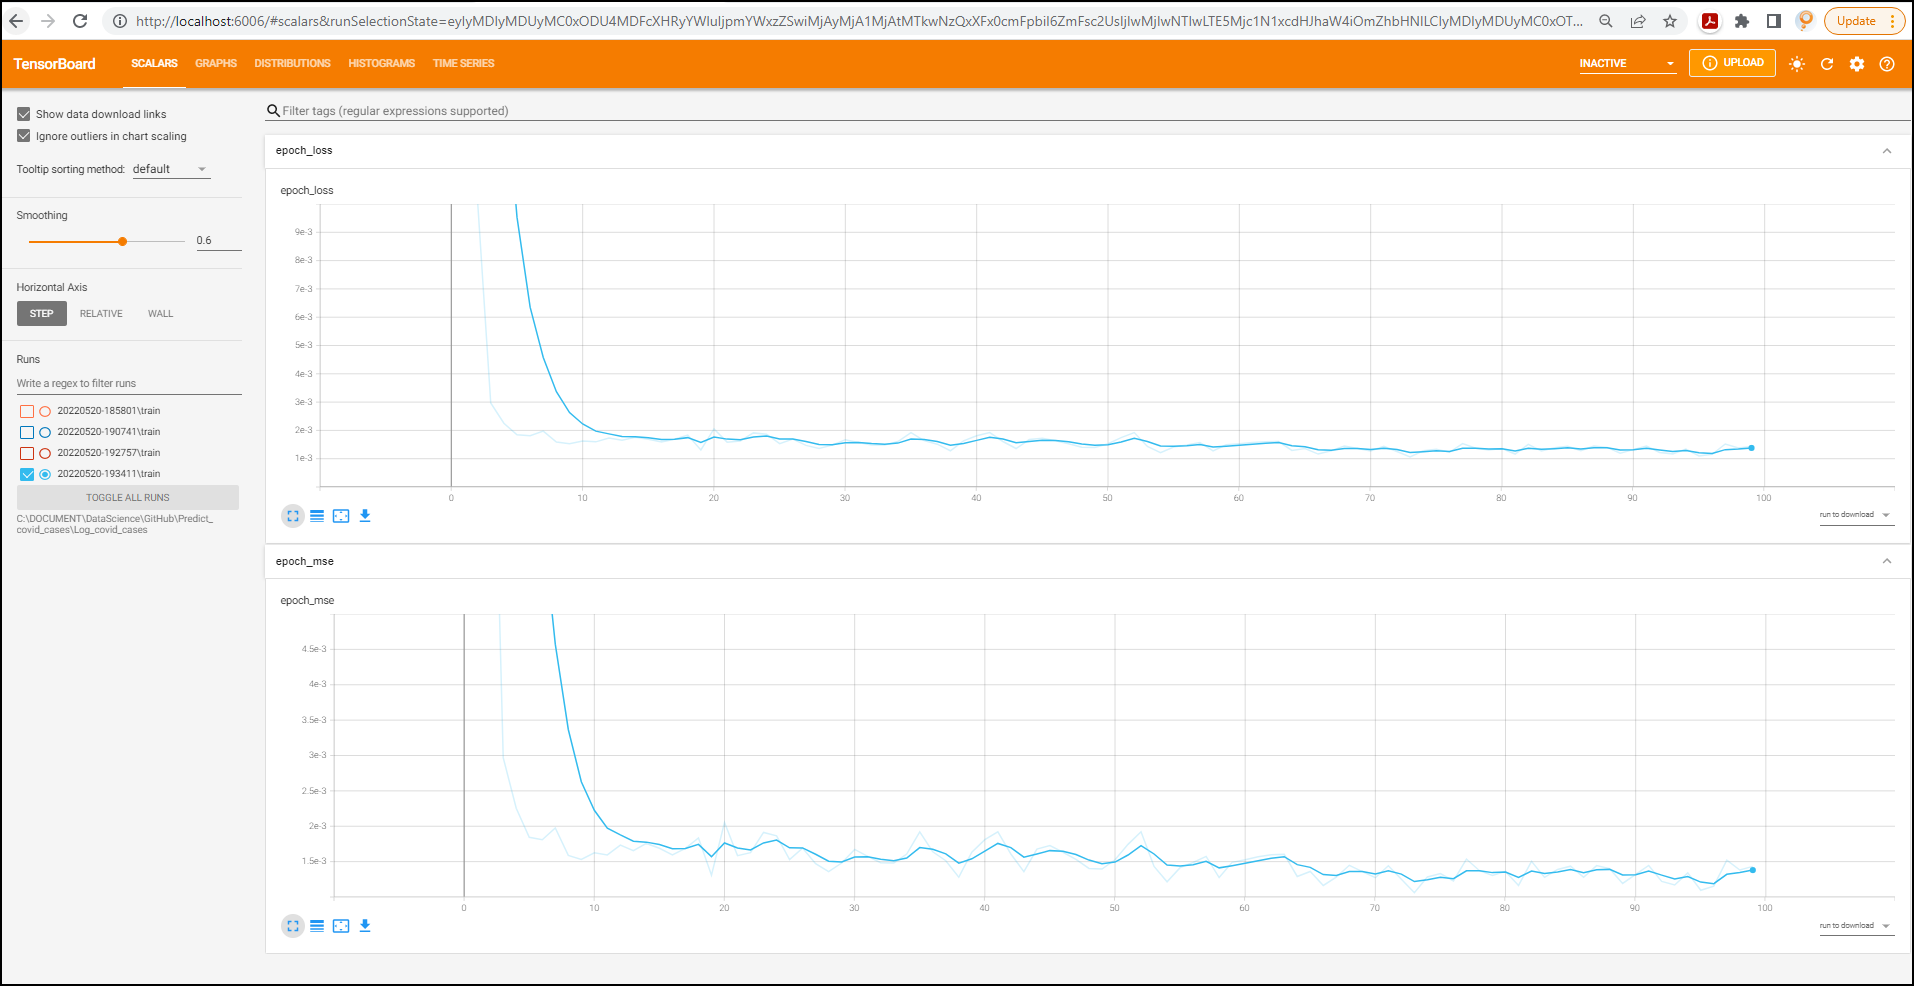 http://localhost:6006/#scalars&runSelectionState=
Update
TensorBoard SCALARS GRAPHS DISTRIBUTIONS HISTOGRAMS TIME SERIES INACTIVE UPLOAD
Show data download links
Ignore outliers in chart scaling
Tooltip sorting method: default
Smoothing
0.6
Horizontal Axis
STEP RELATIVE WALL
Runs
Write a regex to filter runs
20220520-185801\train
20220520-190741\train
20220520-192757\train
20220520-193411\train
TOGGLE ALL RUNS
C:\DOCUMENT\DataScience\GitHub\Predict_
covid_cases\Log_covid_cases
Filter tags (regular expressions supported)
epoch_loss
epoch_loss
9e-3
8e-3
7e-3
6e-3
5e-3
4e-3
3e-3
2e-3
1e-3
0 10 20 30 40 50 60 70 80 90 100
run to download
epoch_mse
epoch_mse
4.5e-3
4e-3
3.5e-3
3e-3
2.5e-3
2e-3
1.5e-3
0 10 20 30 40 50 60 70 80 90 100
run to download